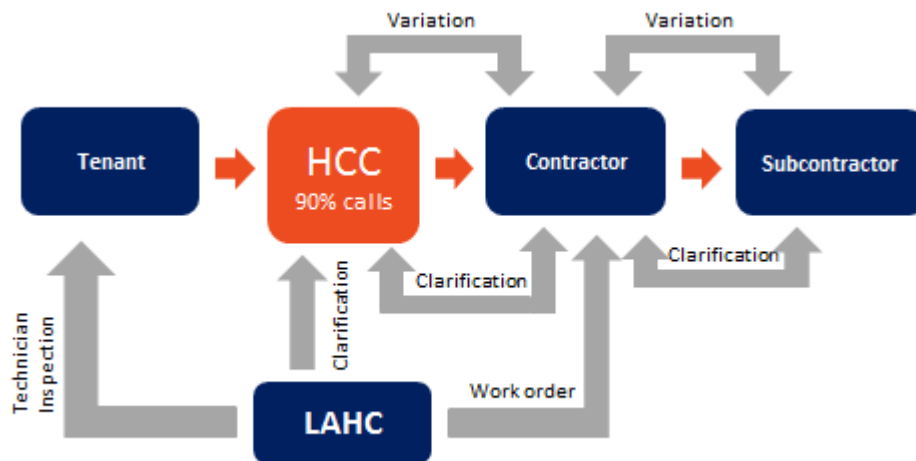 Variation
Variation
Tenant
HCC
90% calls
Contractor
Subcontractor
Clarification
Clarification
Clarification
Technician
Inspection
Work order
LAHC